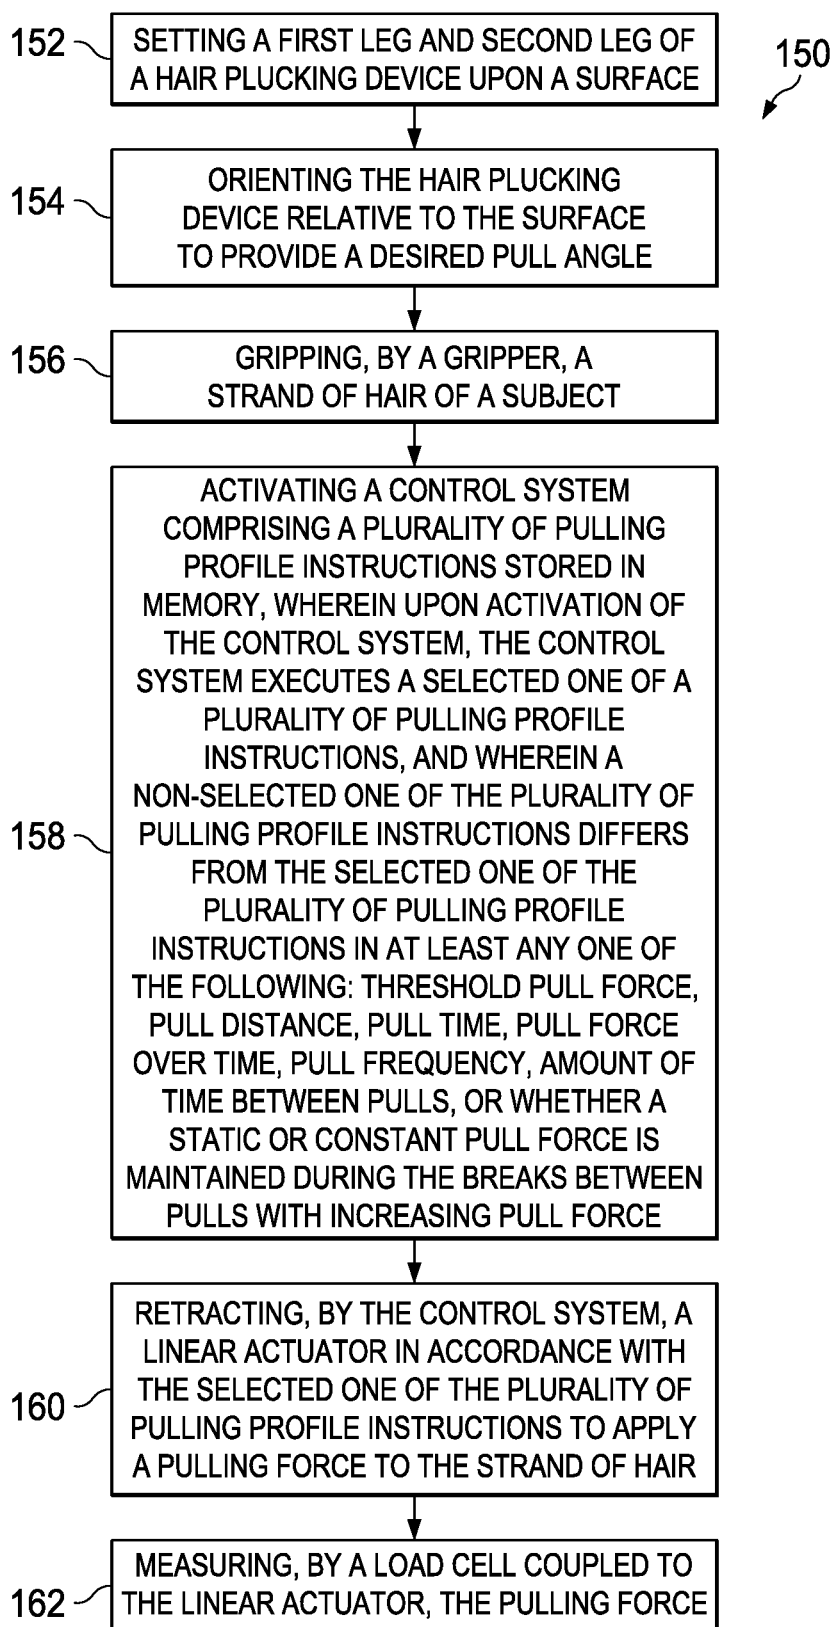 150
152
SETTING A FIRST LEG AND SECOND LEG OF
A HAIR PLUCKING DEVICE UPON A SURFACE
154
ORIENTING THE HAIR PLUCKING
DEVICE RELATIVE TO THE SURFACE
TO PROVIDE A DESIRED PULL ANGLE
156
GRIPPING, BY A GRIPPER, A
STRAND OF HAIR OF A SUBJECT
158
ACTIVATING A CONTROL SYSTEM
COMPRISING A PLURALITY OF PULLING
PROFILE INSTRUCTIONS STORED IN
MEMORY, WHEREIN UPON ACTIVATION OF
THE CONTROL SYSTEM, THE CONTROL
SYSTEM EXECUTES A SELECTED ONE OF A
PLURALITY OF PULLING PROFILE
INSTRUCTIONS, AND WHEREIN A
NON-SELECTED ONE OF THE PLURALITY OF
PULLING PROFILE INSTRUCTIONS DIFFERS
FROM THE SELECTED ONE OF THE
PLURALITY OF PULLING PROFILE
INSTRUCTIONS IN AT LEAST ANY ONE OF
THE FOLLOWING: THRESHOLD PULL FORCE,
PULL DISTANCE, PULL TIME, PULL FORCE
OVER TIME, PULL FREQUENCY, AMOUNT OF
TIME BETWEEN PULLS, OR WHETHER A
STATIC OR CONSTANT PULL FORCE IS
MAINTAINED DURING THE BREAKS BETWEEN
PULLS WITH INCREASING PULL FORCE
160
RETRACTING, BY THE CONTROL SYSTEM, A
LINEAR ACTUATOR IN ACCORDANCE WITH
THE SELECTED ONE OF THE PLURALITY OF
PULLING PROFILE INSTRUCTIONS TO APPLY
A PULLING FORCE TO THE STRAND OF HAIR
162
MEASURING, BY A LOAD CELL COUPLED TO
THE LINEAR ACTUATOR, THE PULLING FORCE